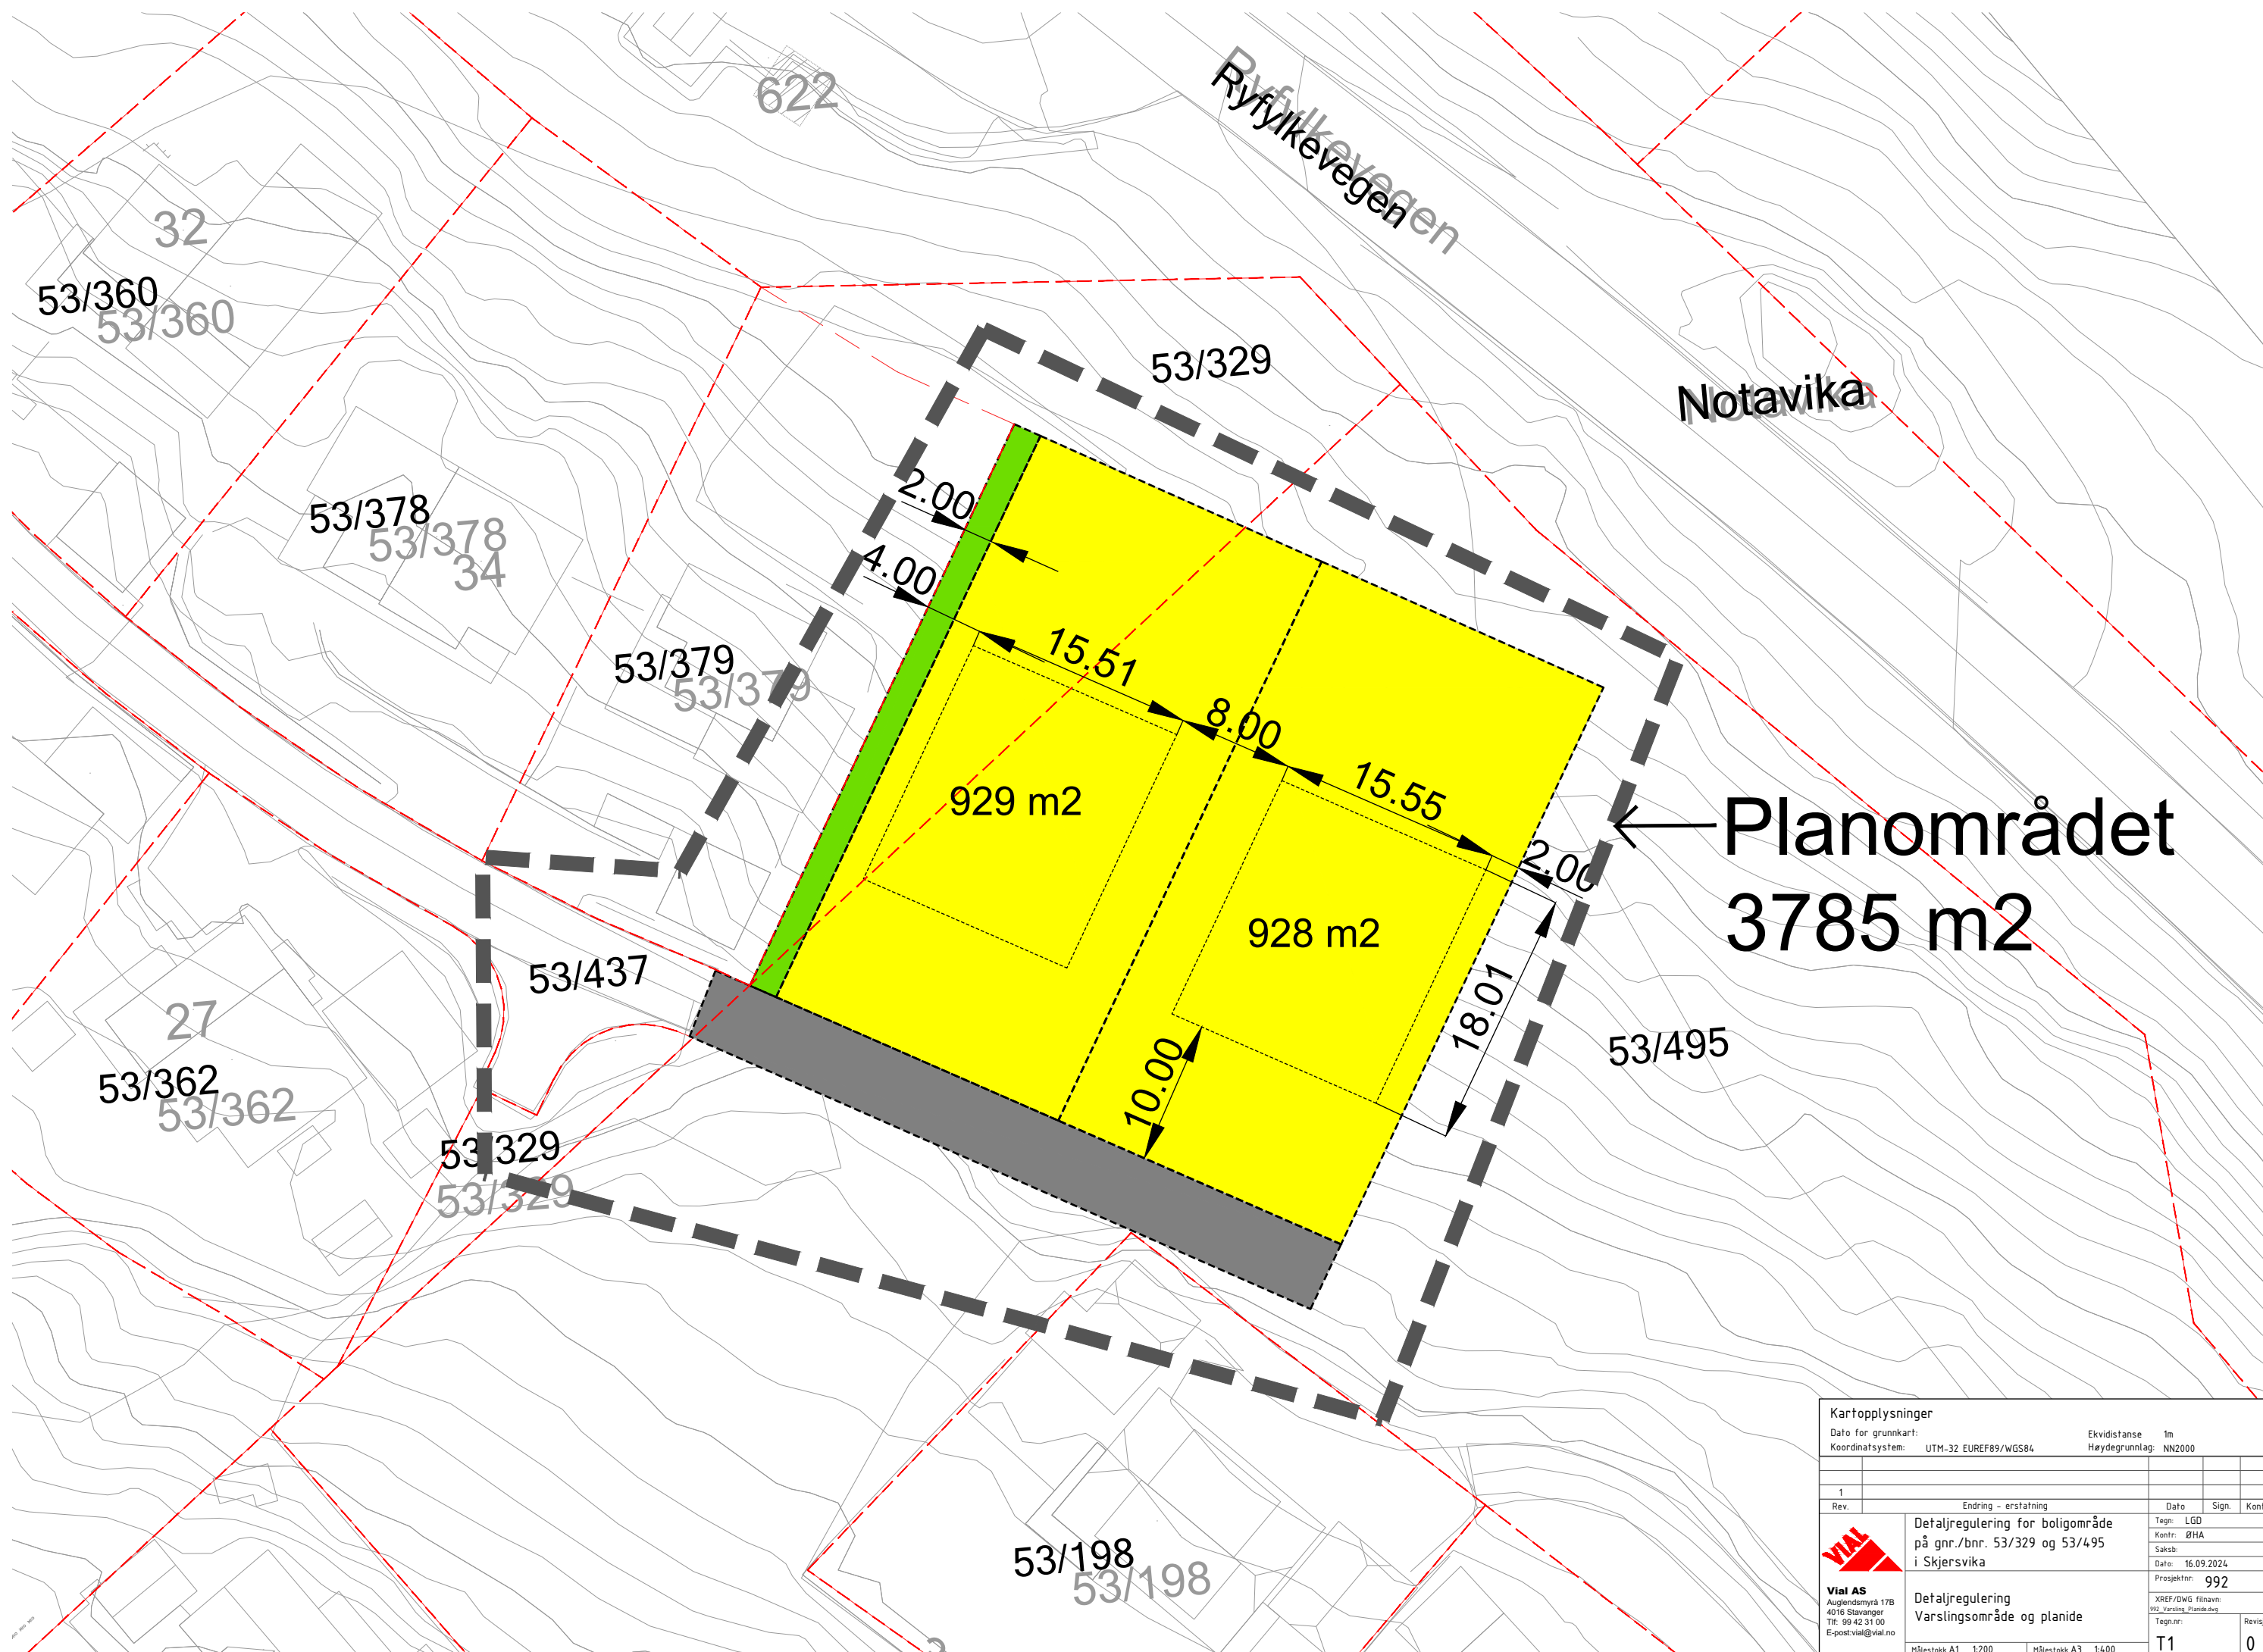 622
Ryfylkevegen
Ryfylkevegen
32
53/360
53/360
53/329
Notavika
Notavika
2.00
53/378
53/378
34
4.00
15.51
53/379
53/379
8.00
15.55
929 m2
2.00
Planområdet
3785 m2
928 m2
53/437
18.01
27
10.00
53/495
53/362
53/362
53/329
53/329
53/198
53/198
Kartopplysninger
Dato for grunnkart:
Ekvidistanse 1m
Koordinatsystem: UTM-32 EUREF89/WGS84
Høydegrunnlag: NN2000
1
Rev. Endring - erstatning Dato Sign.
VIAL
Detaljregulering for boligområde
på gnr./bnr. 53/329 og 53/495
i Skjersvika
Tegn: LGD
Kontr: ØHA
Saksb:
Dato: 16.09.2024
Prosjektnr: 992
Vial AS
Auglendsmyrå 17B
4016 Stavanger
Tlf: 99 42 31 00
E-post:vial@vial.no
Detaljregulering
Varslingsområde og planide
XREF/DWG filnavn:
992_Varsling_Planide.dwg
Tegn.nr:
T1
0
Målestokk A1 1:200
Målestokk A3 1:400